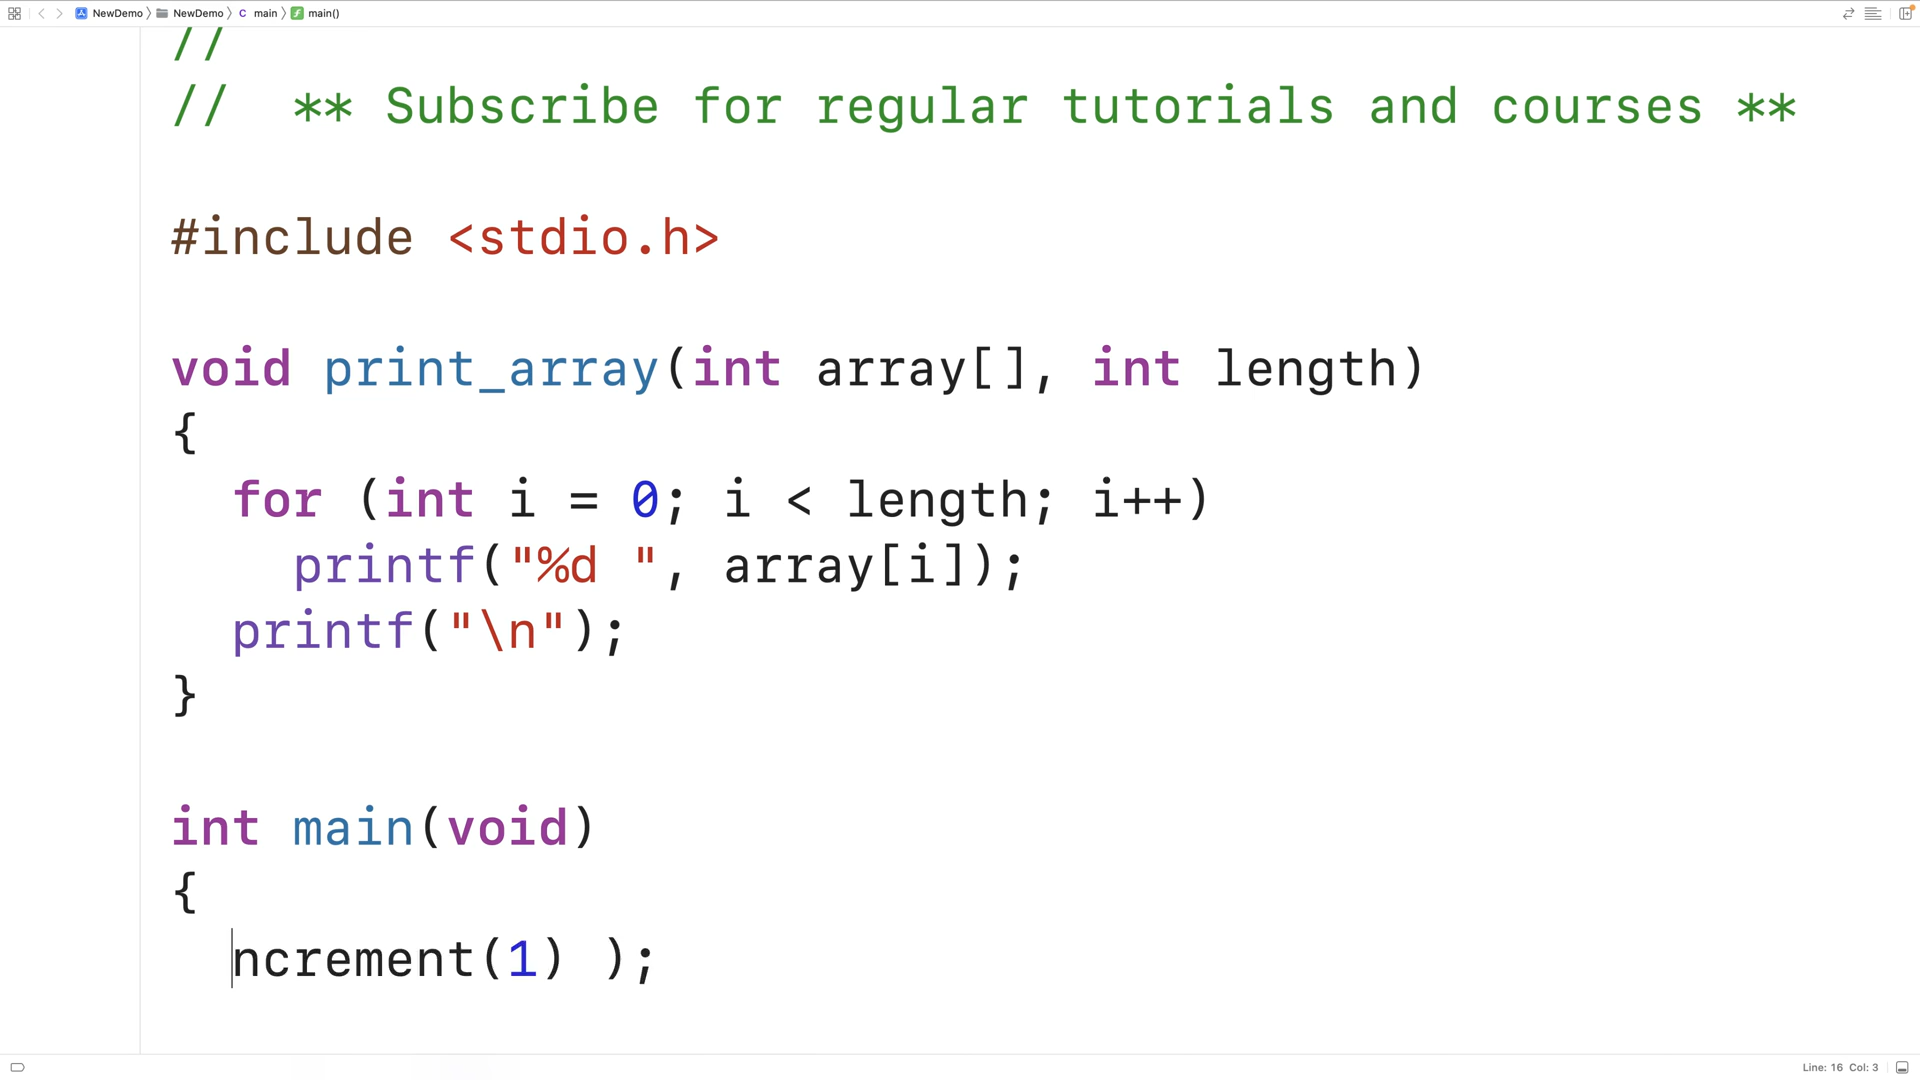 NewDemo NewDemo C main f main()
//
// ** Subscribe for regular tutorials and courses **
#include <stdio.h>
void print_array(int array[], int length)
{
for (int i = 0; i < length; i++)
printf("%d ", array[i]);
printf("\n");
}
int main(void)
{
ncrement(1) );
Line: 16 Col: 3